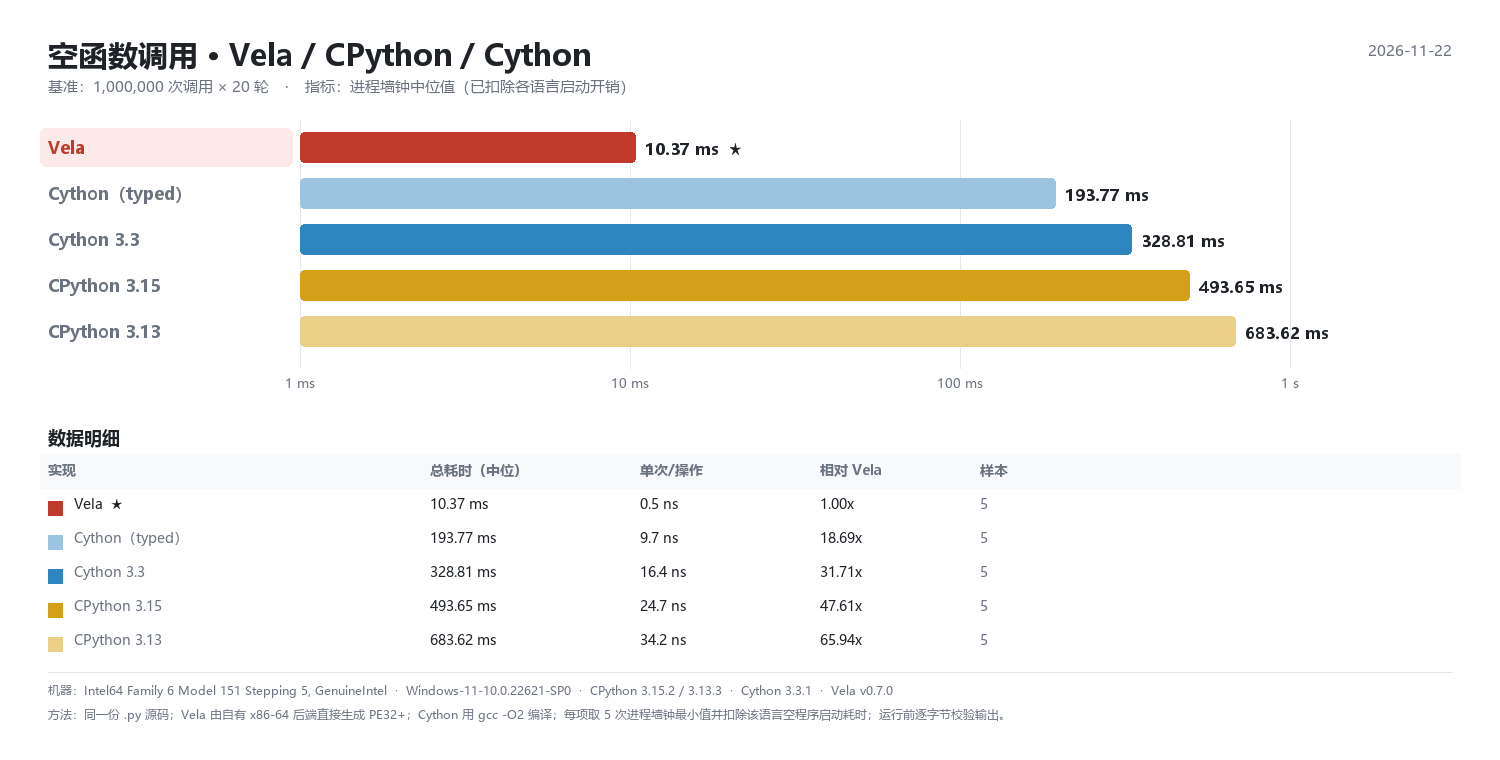 空函数调用 • Vela / CPython / Cython
2026-11-22
基准：1,000,000 次调用 × 20 轮 · 指标：进程墙钟中位值（已扣除各语言启动开销）
Vela 10.37 ms ★
Cython（typed） 193.77 ms
Cython 3.3 328.81 ms
CPython 3.15 493.65 ms
CPython 3.13 683.62 ms
1 ms 10 ms 100 ms 1 s
数据明细
实现 总耗时（中位） 单次/操作 相对 Vela 样本
Vela ★ 10.37 ms 0.5 ns 1.00x 5
Cython（typed） 193.77 ms 9.7 ns 18.69x 5
Cython 3.3 328.81 ms 16.4 ns 31.71x 5
CPython 3.15 493.65 ms 24.7 ns 47.61x 5
CPython 3.13 683.62 ms 34.2 ns 65.94x 5
机器：Intel64 Family 6 Model 151 Stepping 5, GenuineIntel · Windows-11-10.0.22621-SP0 · CPython 3.15.2 / 3.13.3 · Cython 3.3.1 · Vela v0.7.0
方法：同一份 .py 源码；Vela 由自有 x86-64 后端直接生成 PE32+；Cython 用 gcc -O2 编译；每项取 5 次进程墙钟最小值并扣除该语言空程序启动耗时；运行前逐字节校验输出。